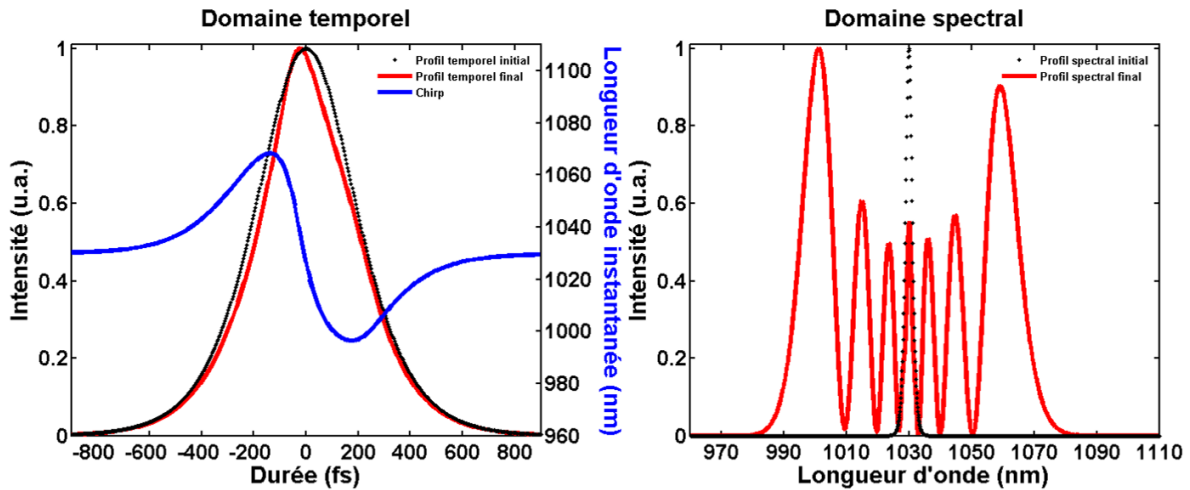 Domaine temporel
Profil temporel initial
Profil temporel final
Chirp
Intensité (u.a.)
1
0.8
0.6
0.4
0.2
0
-800 -600 -400 -200 0 200 400 600 800
Durée (fs)
1100
1080
1060
1040
1020
1000
980
960
Longueur d'onde instantanée (nm)
Domaine spectral
Profil spectral initial
Profil spectral final
Intensité (u.a.)
1
0.8
0.6
0.4
0.2
0
970 990 1010 1030 1050 1070 1090 1110
Longueur d'onde (nm)